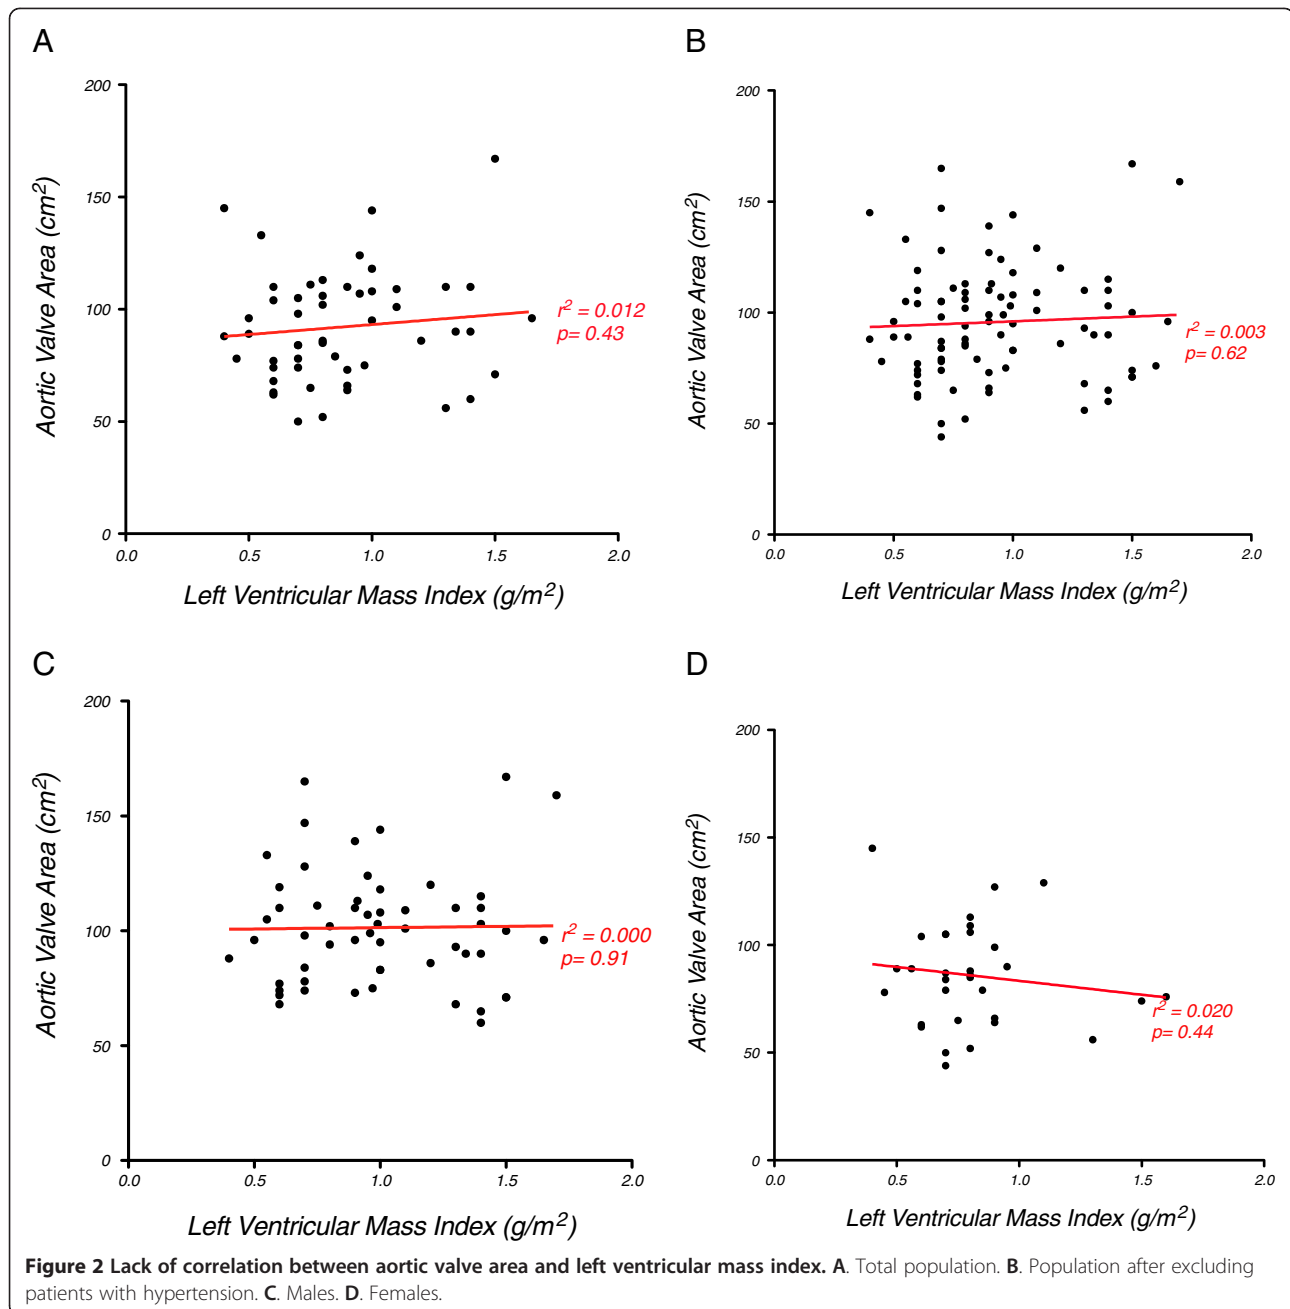 A
200
150
100
50
0
0.0 0.5 1.0 1.5 2.0
Aortic Valve Area (cm²)
Left Ventricular Mass Index (g/m²)
r² = 0.012
p= 0.43
B
200
150
100
50
0
0.0 0.5 1.0 1.5 2.0
Aortic Valve Area (cm²)
Left Ventricular Mass Index (g/m²)
r² = 0.003
p= 0.62
C
200
150
100
50
0
0.0 0.5 1.0 1.5 2.0
Aortic Valve Area (cm²)
Left Ventricular Mass Index (g/m²)
r² = 0.000
p= 0.91
D
200
150
100
50
0
0.0 0.5 1.0 1.5 2.0
Aortic Valve Area (cm²)
Left Ventricular Mass Index (g/m²)
r² = 0.020
p= 0.44
Figure 2 Lack of correlation between aortic valve area and left ventricular mass index. A. Total population. B. Population after excluding
patients with hypertension. C. Males. D. Females.